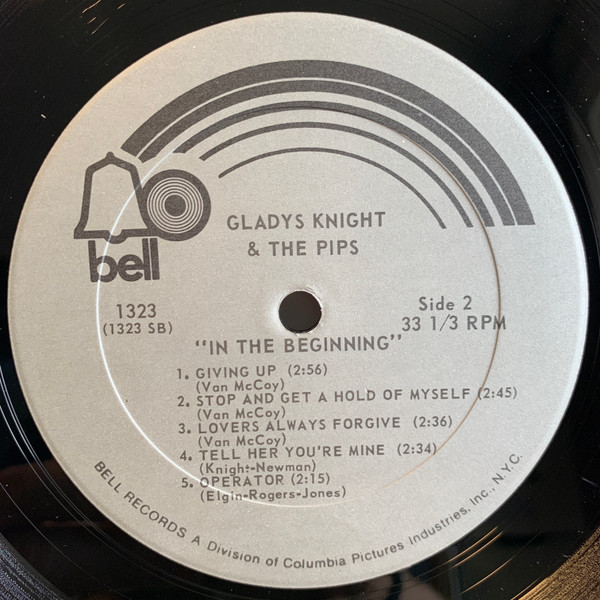 bell
GLADYS KNIGHT
& THE PIPS
1323
(1323 SB)
Side 2
33 1/3 RPM
"IN THE BEGINNING"
1. GIVING UP (2:56)
(Van McCoy)
2. STOP AND GET A HOLD OF MYSELF (2:45)
(Van McCoy)
3. LOVERS ALWAYS FORGIVE (2:36)
(Van McCoy)
4. TELL HER YOU'RE MINE (2:34)
(Knight-Newman)
5. OPERATOR (2:15)
(Elgin-Rogers-Jones)
BELL RECORDS A Division of Columbia Pictures Industries, Inc., N.Y.C.